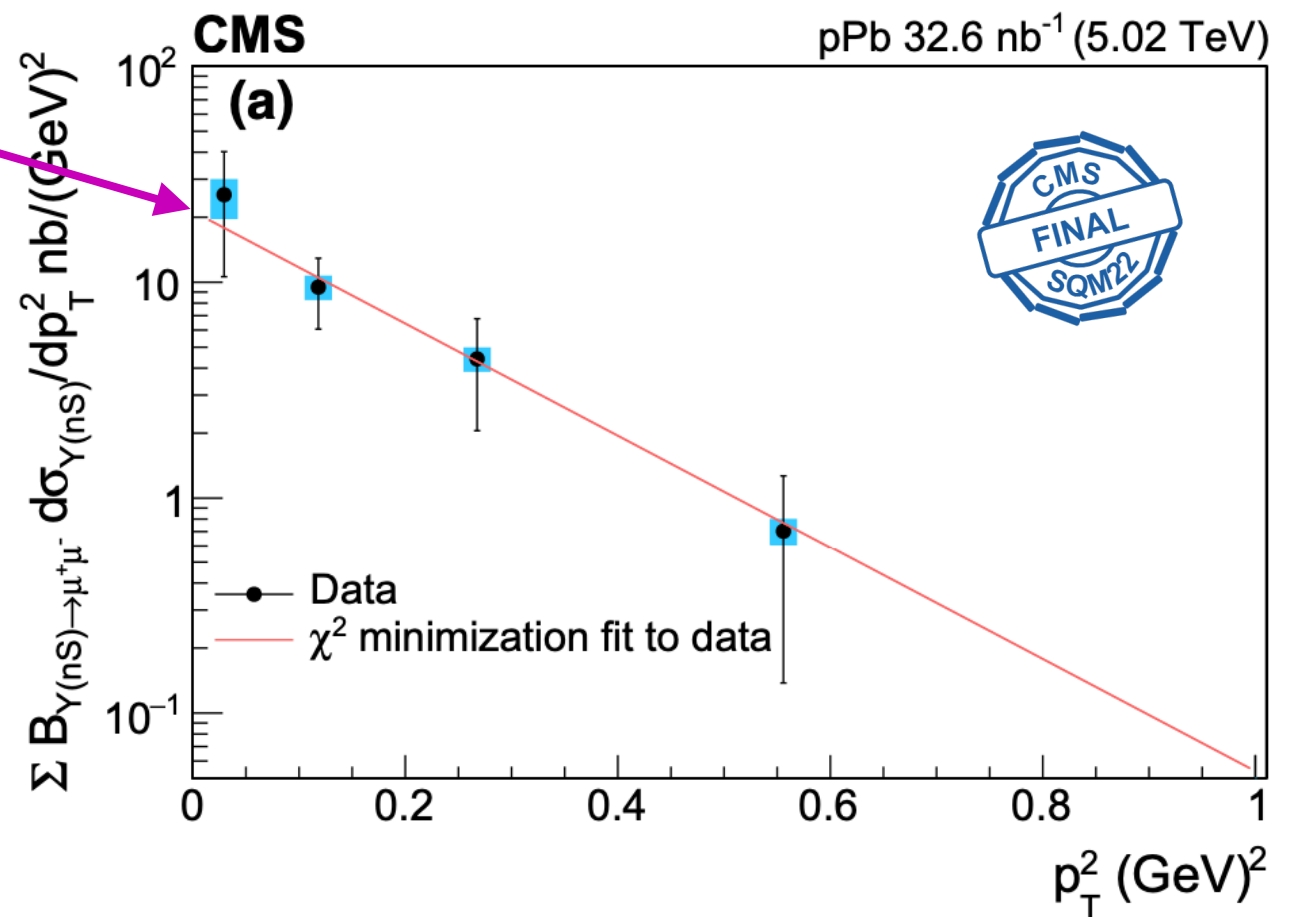 CMS
pPb 32.6 nb⁻¹ (5.02 TeV)
(a)
CMS
FINAL
SQM22
Σ B_Υ(nS)→μ⁺μ⁻ dσ_Υ(nS)/dp_T² nb/(GeV)²
10²
10
1
10⁻¹
Data
χ² minimization fit to data
0 0.2 0.4 0.6 0.8 1
p_T² (GeV)²